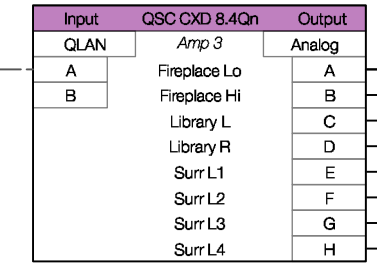 Input QSC CXD 8.4Qn Output
QLAN Amp 3 Analog
A Fireplace Lo A
B Fireplace Hi B
Library L C
Library R D
Surr L1 E
Surr L2 F
Surr L3 G
Surr L4 H